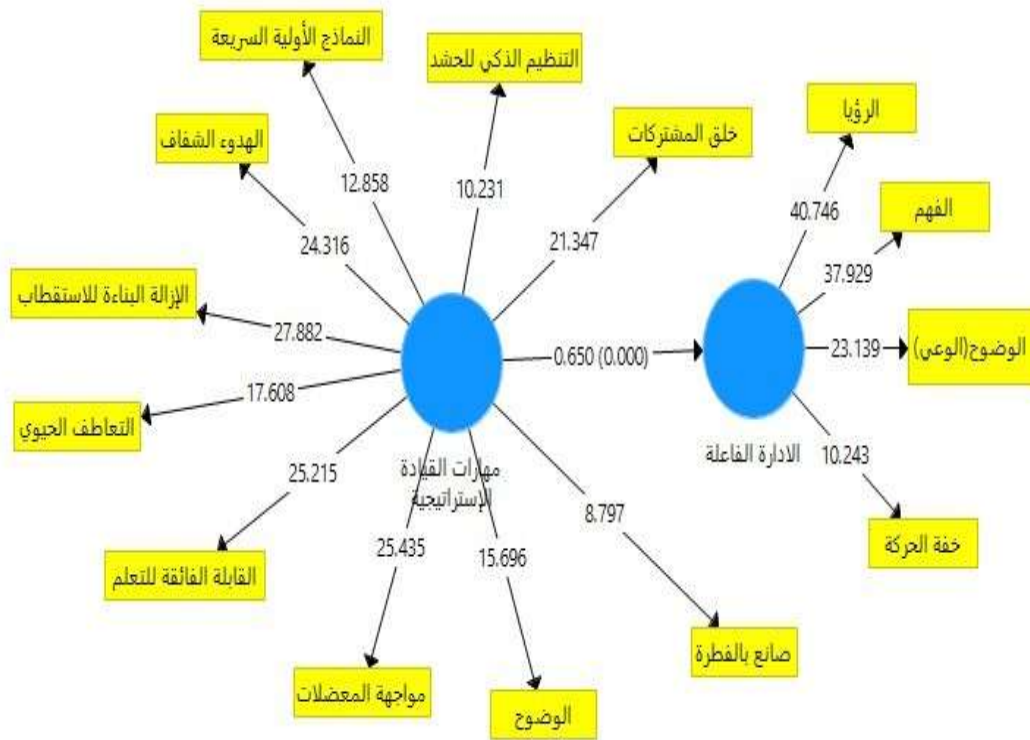 النماذج الأولية السريعة
التنظيم الذكي للحشد
الرؤيا
خلق المشتركات
الهدوء الشفاف
12.858
10.231
40.746
الفهم
21.347
24.316
37.929
الإزالة البناءة للاستقطاب
27.882
0.650 (0.000)
23.139
الوضوح(الوعي)
17.608
التعاطف الحيوي
الادارة الفاعلة
10.243
مهارات القيادة
الإستراتيجية
25.215
8.797
خفة الحركة
25.435
15.696
القابلة الفائقة للتعلم
صانع بالفطرة
مواجهة المعضلات
الوضوح